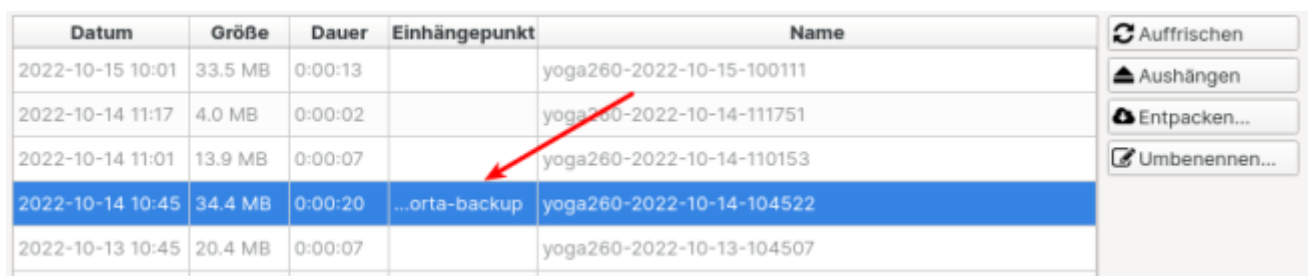 Datum Größe Dauer Einhängepunkt Name
2022-10-15 10:01 33.5 MB 0:00:13 yoga260-2022-10-15-100111
2022-10-14 11:17 4.0 MB 0:00:02 yoga260-2022-10-14-111751
2022-10-14 11:01 13.9 MB 0:00:07 yoga260-2022-10-14-110153
2022-10-14 10:45 34.4 MB 0:00:20 ...orta-backup yoga260-2022-10-14-104522
2022-10-13 10:45 20.4 MB 0:00:07 yoga260-2022-10-13-104507
Auffrischen
Aushängen
Entpacken...
Umbenennen...